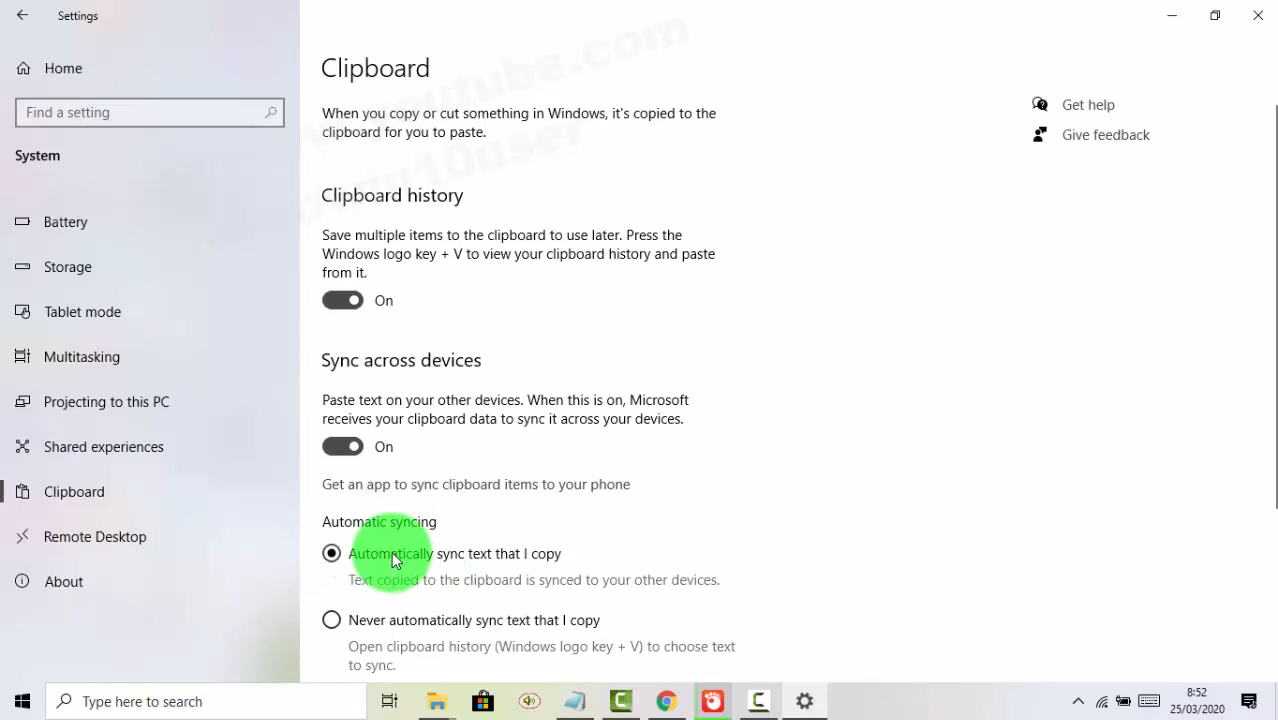 Settings
Home
Find a setting
System
Battery
Storage
Tablet mode
Multitasking
Projecting to this PC
Shared experiences
Clipboard
Remote Desktop
About
Clipboard
When you copy or cut something in Windows, it's copied to the
clipboard for you to paste.
Clipboard history
Save multiple items to the clipboard to use later. Press the
Windows logo key + V to view your clipboard history and paste
from it.
On
Sync across devices
Paste text on your other devices. When this is on, Microsoft
receives your clipboard data to sync it across your devices.
On
Get an app to sync clipboard items to your phone
Automatic syncing
Automatically sync text that I copy
Text copied to the clipboard is synced to your other devices.
Never automatically sync text that I copy
Open clipboard history (Windows logo key + V) to choose text
to sync.
Get help
Give feedback
Type here to search
8:52
25/03/2020